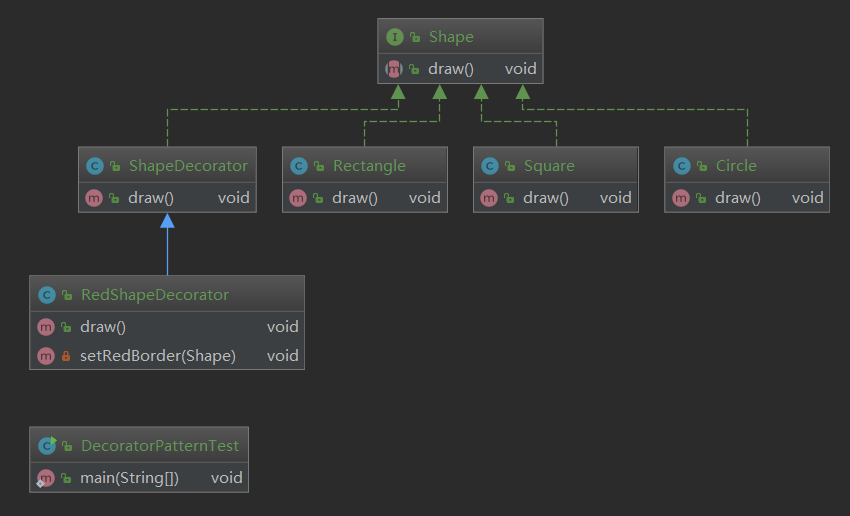 Shape
draw() void
ShapeDecorator
draw() void
Rectangle
draw() void
Square
draw() void
Circle
draw() void
RedShapeDecorator
draw() void
setRedBorder(Shape) void
DecoratorPatternTest
main(String[]) void